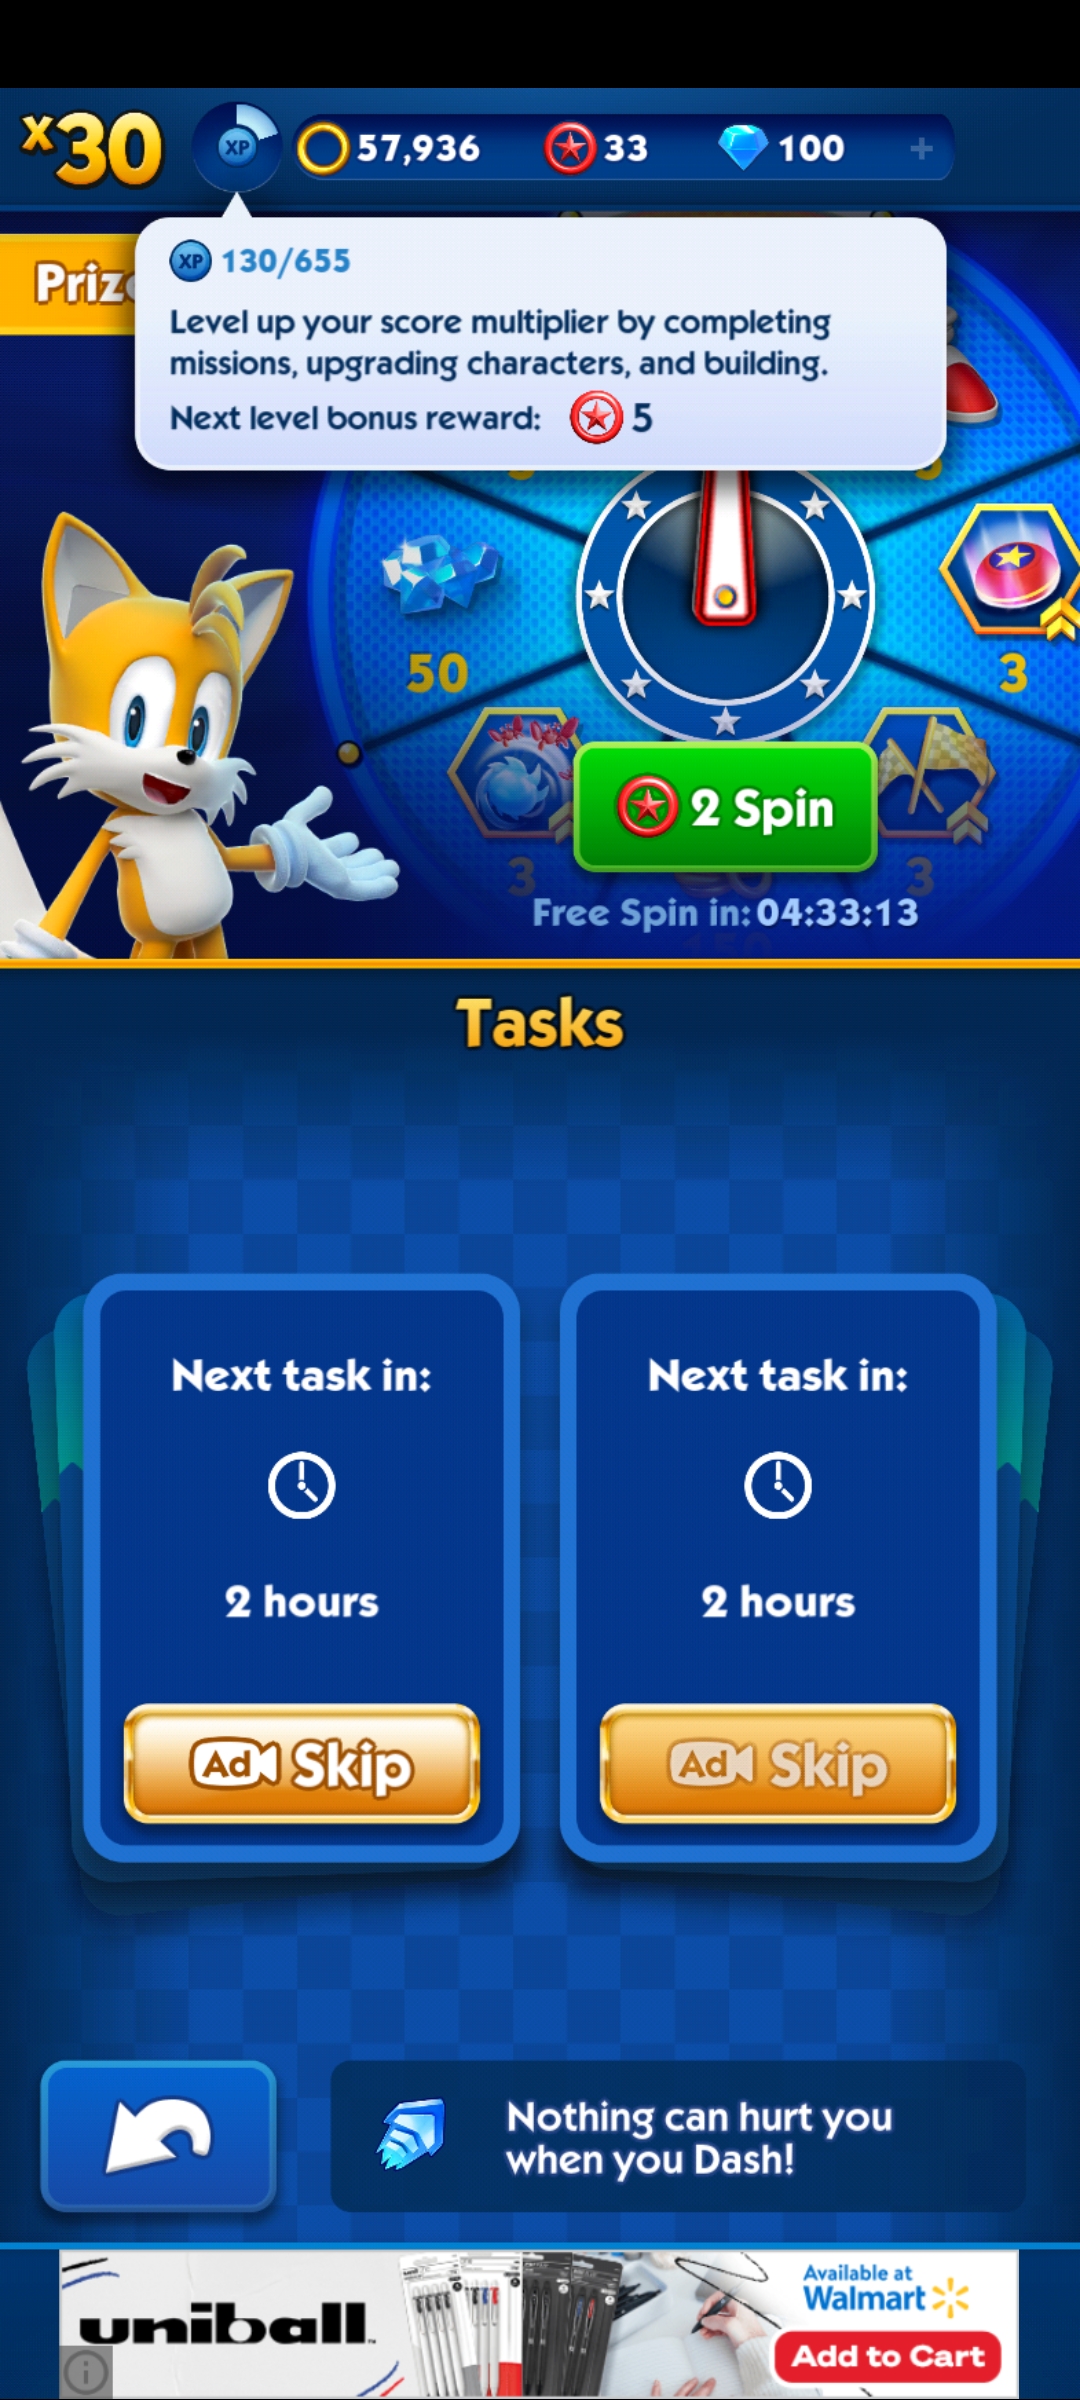 x30
XP
57,936
33
100
+
XP 130/655
Level up your score multiplier by completing
missions, upgrading characters, and building.
Next level bonus reward: 5
50
3
2 Spin
3
3
Free Spin in: 04:33:13
Tasks
Next task in:
2 hours
Ad Skip
Next task in:
2 hours
Ad Skip
Nothing can hurt you
when you Dash!
uniball™
Available at
Walmart
Add to Cart